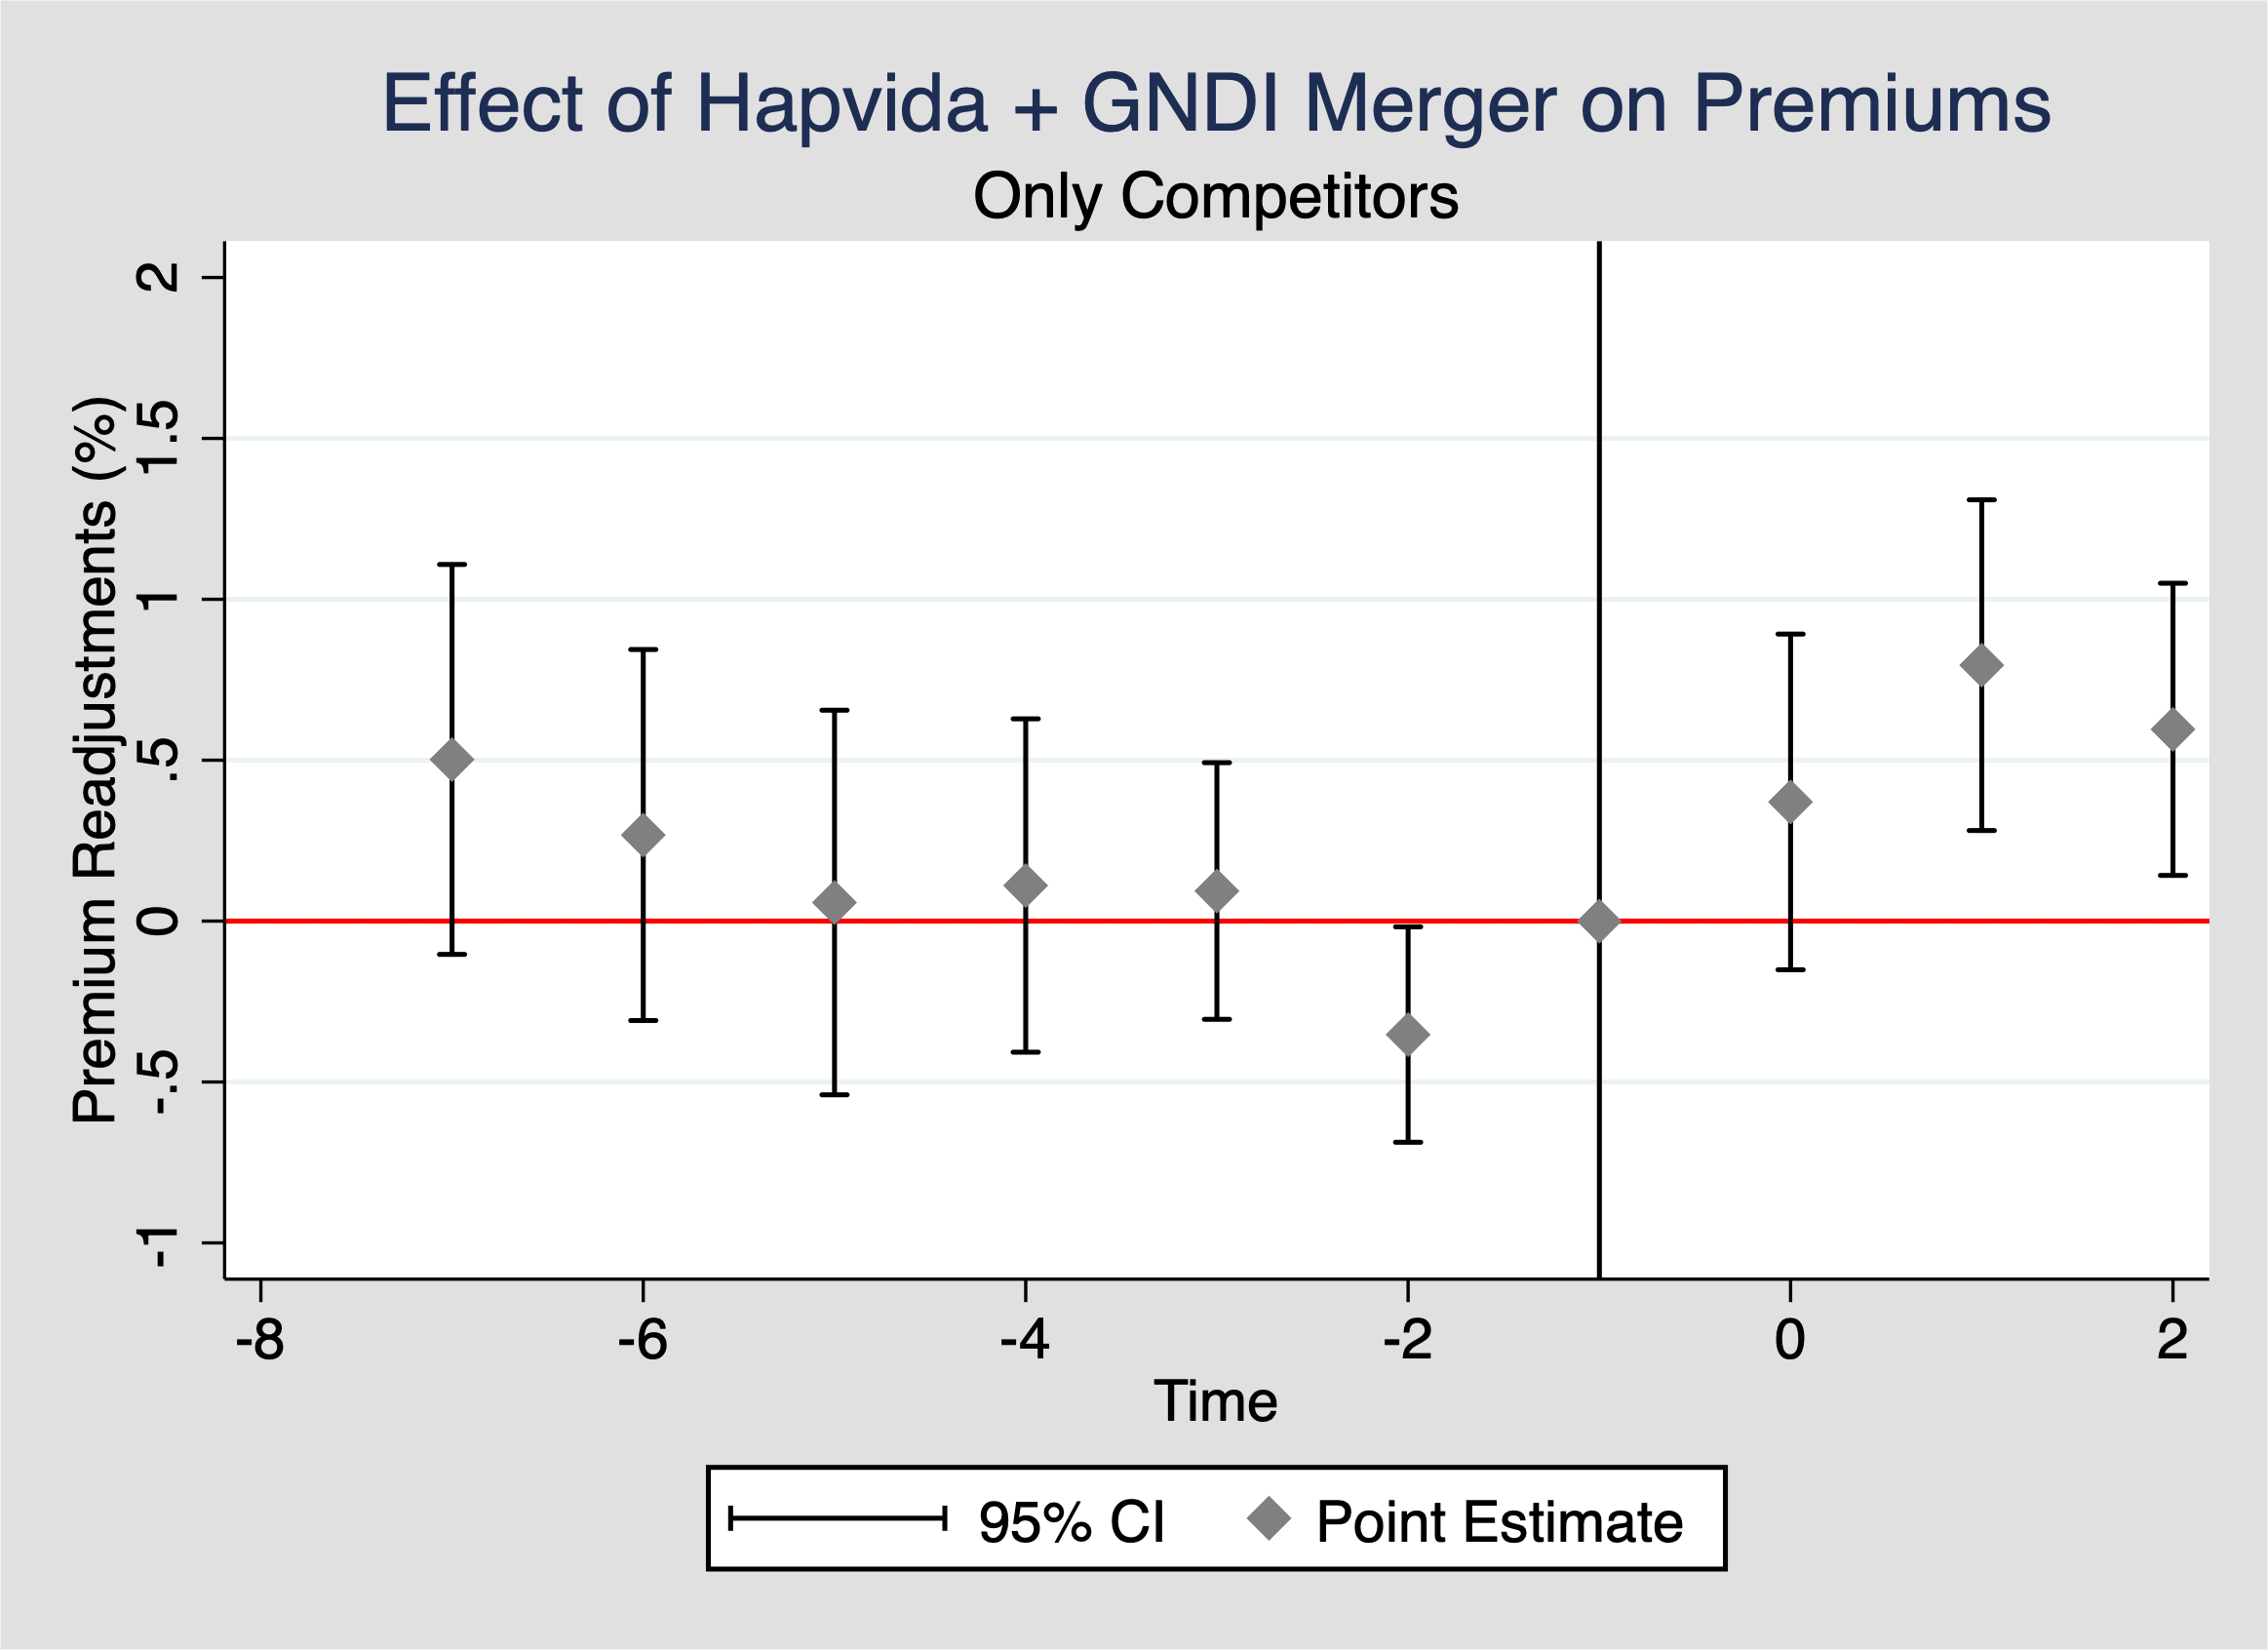 Effect of Hapvida + GNDI Merger on Premiums
Only Competitors
Premium Readjustments (%)
2
1.5
1
.5
0
-.5
-1
-8 -6 -4 -2 0 2
Time
95% CI Point Estimate